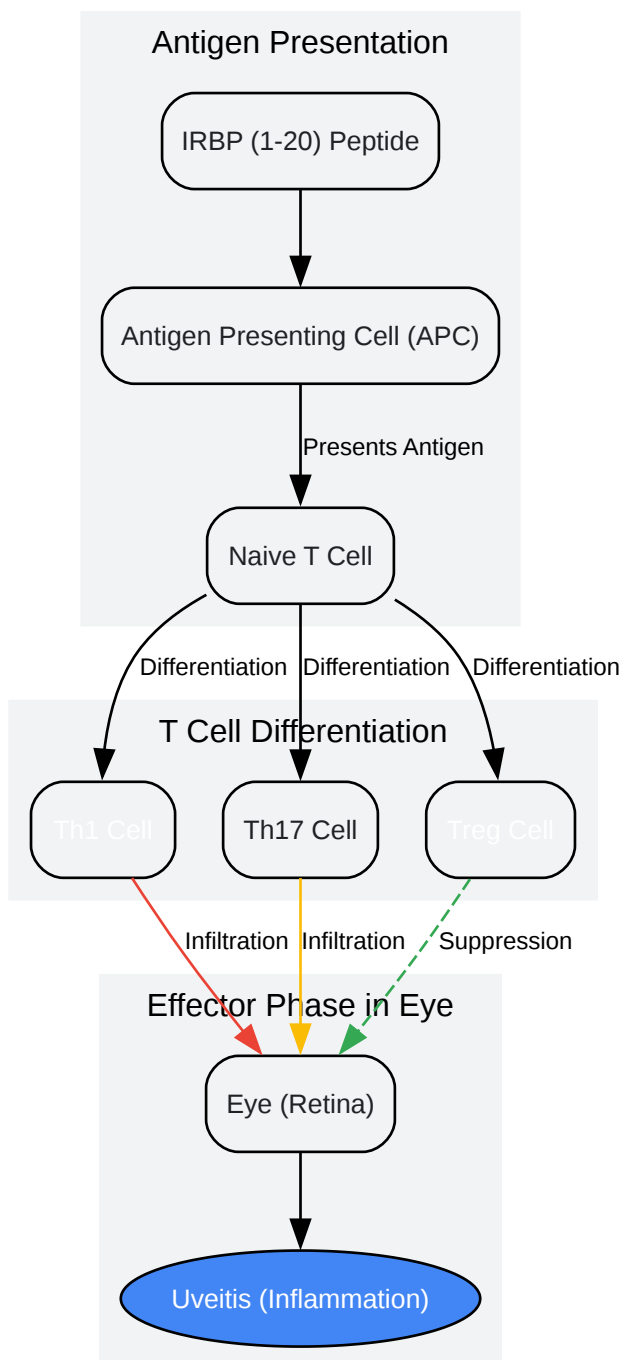 Antigen Presentation
IRBP (1-20) Peptide
Antigen Presenting Cell (APC)
Presents Antigen
Naive T Cell
Differentiation
Differentiation
Differentiation
T Cell Differentiation
Th1 Cell
Th17 Cell
Treg Cell
Infiltration
Infiltration
Suppression
Effector Phase in Eye
Eye (Retina)
Uveitis (Inflammation)